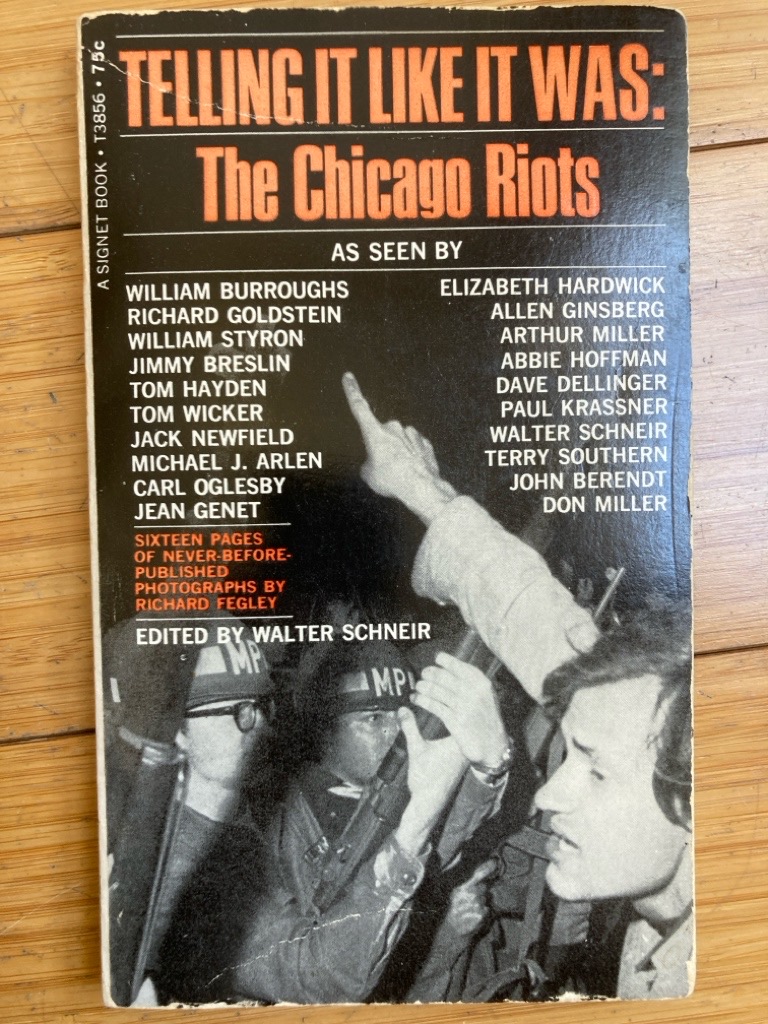 A SIGNET BOOK • T3856 • 75c
TELLING IT LIKE IT WAS:
The Chicago Riots
AS SEEN BY
WILLIAM BURROUGHS
RICHARD GOLDSTEIN
WILLIAM STYRON
JIMMY BRESLIN
TOM HAYDEN
TOM WICKER
JACK NEWFIELD
MICHAEL J. ARLEN
CARL OGLESBY
JEAN GENET
ELIZABETH HARDWICK
ALLEN GINSBERG
ARTHUR MILLER
ABBIE HOFFMAN
DAVE DELLINGER
PAUL KRASSNER
WALTER SCHNEIR
TERRY SOUTHERN
JOHN BERENDT
DON MILLER
SIXTEEN PAGES
OF NEVER-BEFORE-
PUBLISHED
PHOTOGRAPHS BY
RICHARD FEGLEY
EDITED BY WALTER SCHNEIR
MP
MP